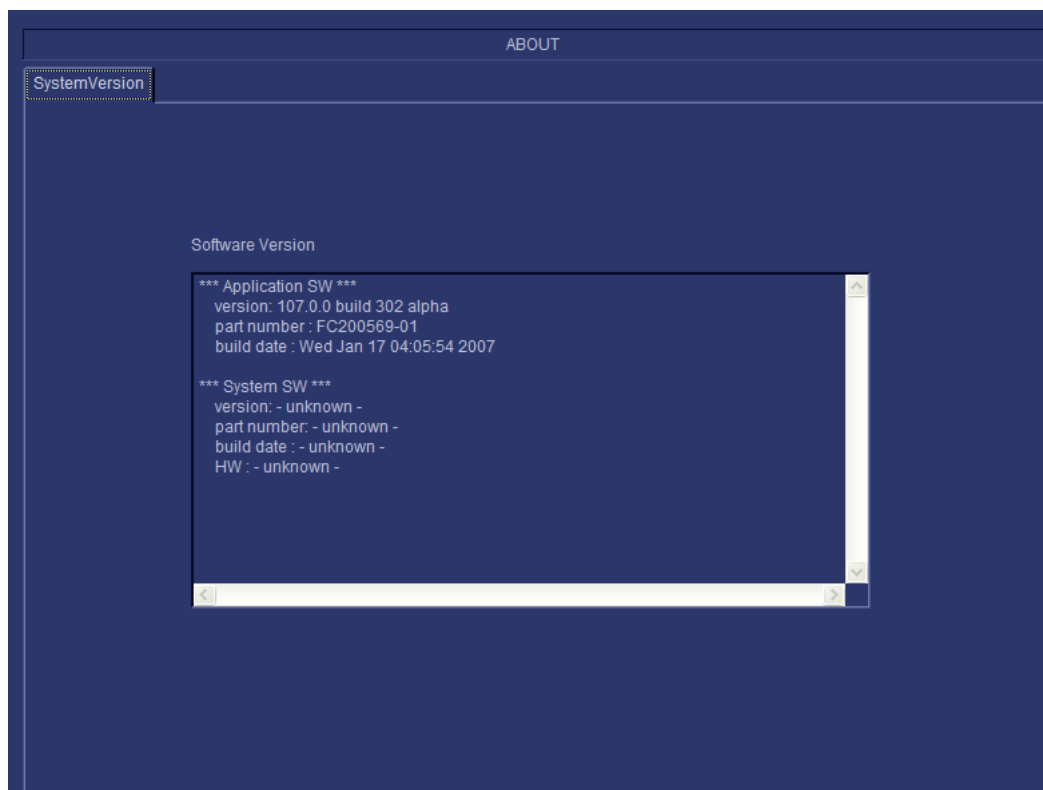 ABOUT
SystemVersion
Software Version
*** Application SW ***
version: 107.0.0 build 302 alpha
part number : FC200569-01
build date : Wed Jan 17 04:05:54 2007
*** System SW ***
version: - unknown -
part number: - unknown -
build date : - unknown -
HW : - unknown -